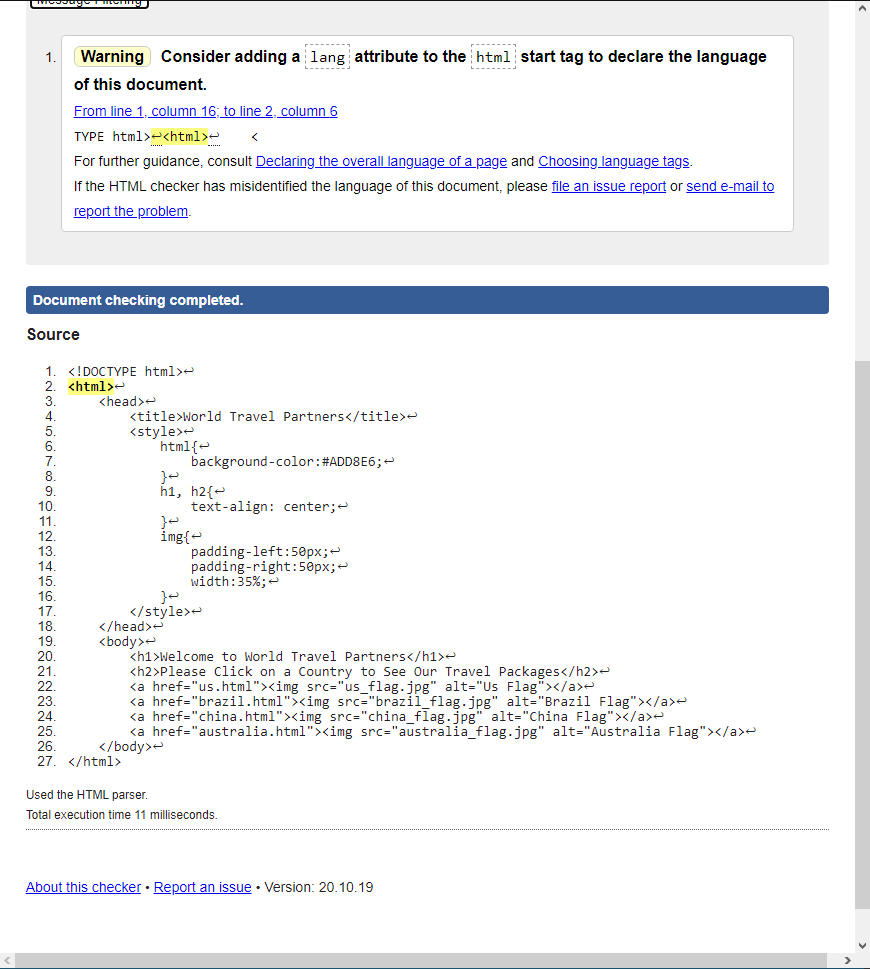 Message Filtering
1. Warning Consider adding a lang attribute to the html start tag to declare the language
of this document.
From line 1, column 16; to line 2, column 6
TYPE html>↩<html>↩    <
For further guidance, consult Declaring the overall language of a page and Choosing language tags.
If the HTML checker has misidentified the language of this document, please file an issue report or send e-mail to
report the problem.
Document checking completed.
Source
1. <!DOCTYPE html>↩
2. <html>↩
3.     <head>↩
4.         <title>World Travel Partners</title>↩
5.         <style>↩
6.             html{↩
7.                 background-color:#ADD8E6;↩
8.             }↩
9.             h1, h2{↩
10.                 text-align: center;↩
11.             }↩
12.             img{↩
13.                 padding-left:50px;↩
14.                 padding-right:50px;↩
15.                 width:35%;↩
16.             }↩
17.         </style>↩
18.     </head>↩
19.     <body>↩
20.         <h1>Welcome to World Travel Partners</h1>↩
21.         <h2>Please Click on a Country to See Our Travel Packages</h2>↩
22.         <a href="us.html"><img src="us_flag.jpg" alt="Us Flag"></a>↩
23.         <a href="brazil.html"><img src="brazil_flag.jpg" alt="Brazil Flag"></a>↩
24.         <a href="china.html"><img src="china_flag.jpg" alt="China Flag"></a>↩
25.         <a href="australia.html"><img src="australia_flag.jpg" alt="Australia Flag"></a>↩
26.     </body>↩
27. </html>
Used the HTML parser.
Total execution time 11 milliseconds.
About this checker • Report an issue • Version: 20.10.19